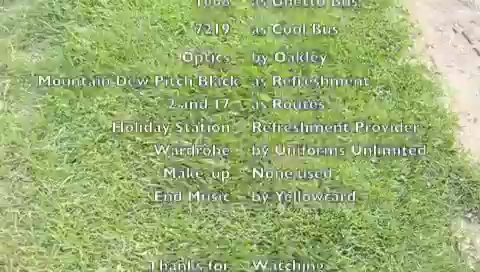 1068 as Ghetto Bus
7219 as Cool Bus
Optics by Oakley
Mountain Dew Pitch Black as Refreshment
2 and 17 as Routes
Holiday Station Refreshment Provider
Wardrobe by Uniforms Unlimited
Make-up None used
End Music by Yellowcard
Thanks for Watching